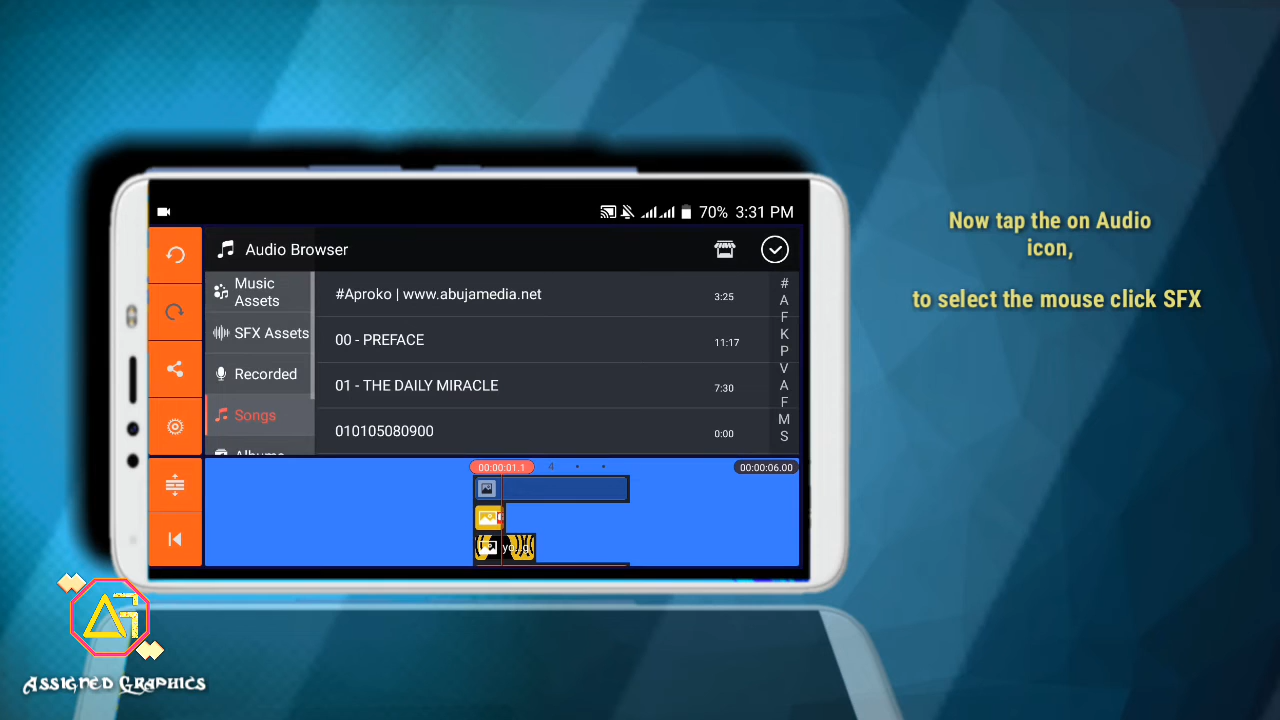 70% 3:31 PM
Audio Browser
Music
Assets
SFX Assets
Recorded
Songs
Albums
#Aproko | www.abujamedia.net
3:25
00 - PREFACE
11:17
01 - THE DAILY MIRACLE
7:30
010105080900
0:00
#
A
F
K
P
V
A
F
M
S
00:00:01.1
4
00:00:06.00
Now tap the on Audio
icon,
to select the mouse click SFX
Assigned Graphics